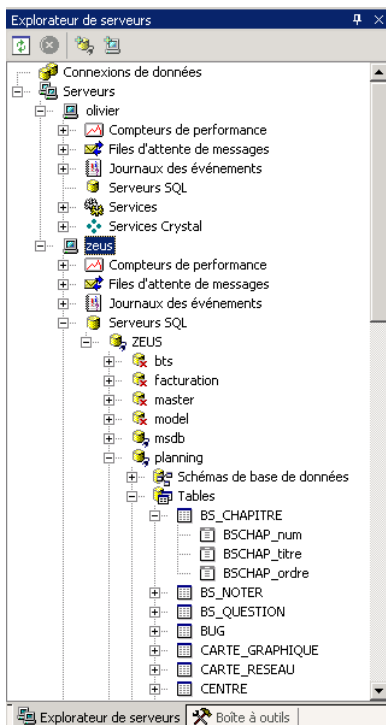 Explorateur de serveurs
Connexions de données
Serveurs
olivier
Compteurs de performance
Files d'attente de messages
Journaux des événements
Serveurs SQL
Services
Services Crystal
zeus
Compteurs de performance
Files d'attente de messages
Journaux des événements
Serveurs SQL
ZEUS
bts
facturation
master
model
msdb
planning
Schémas de base de données
Tables
BS_CHAPITRE
BSCHAP_num
BSCHAP_titre
BSCHAP_ordre
BS_NOTER
BS_QUESTION
BUG
CARTE_GRAPHIQUE
CARTE_RESEAU
CENTRE
Explorateur de serveurs Boîte à outils